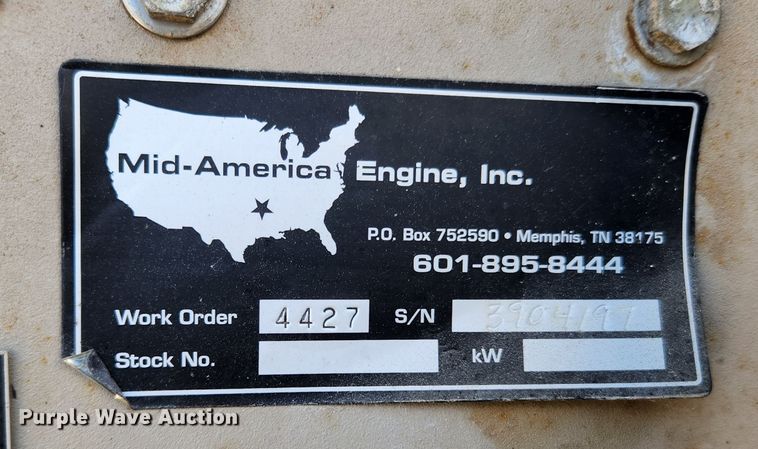 Mid-America Engine, Inc.
P.O. Box 752590 • Memphis, TN 38175
601-895-8444
Work Order 4427 S/N
Stock No. kW
Purple Wave Auction